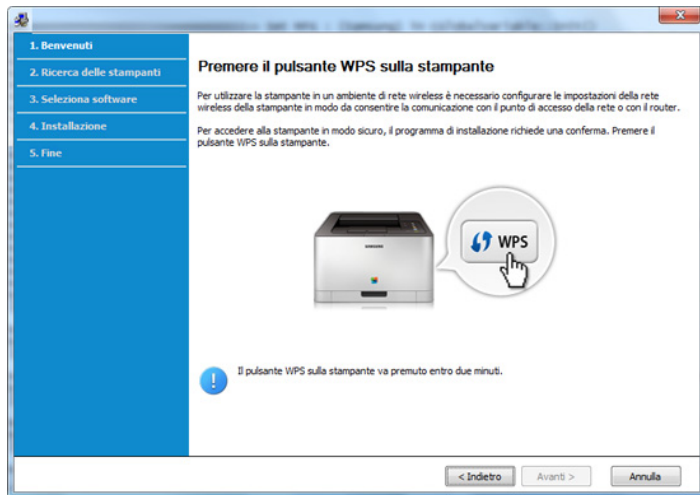 1. Benvenuti
2. Ricerca delle stampanti
3. Seleziona software
4. Installazione
5. Fine
Premere il pulsante WPS sulla stampante
Per utilizzare la stampante in un ambiente di rete wireless è necessario configurare le impostazioni della rete
wireless della stampante in modo da consentire la comunicazione con il punto di accesso della rete o con il router.
Per accedere alla stampante in modo sicuro, il programma di installazione richiede una conferma. Premere il
pulsante WPS sulla stampante.
SAMSUNG
WPS
Il pulsante WPS sulla stampante va premuto entro due minuti.
< Indietro
Avanti >
Annulla